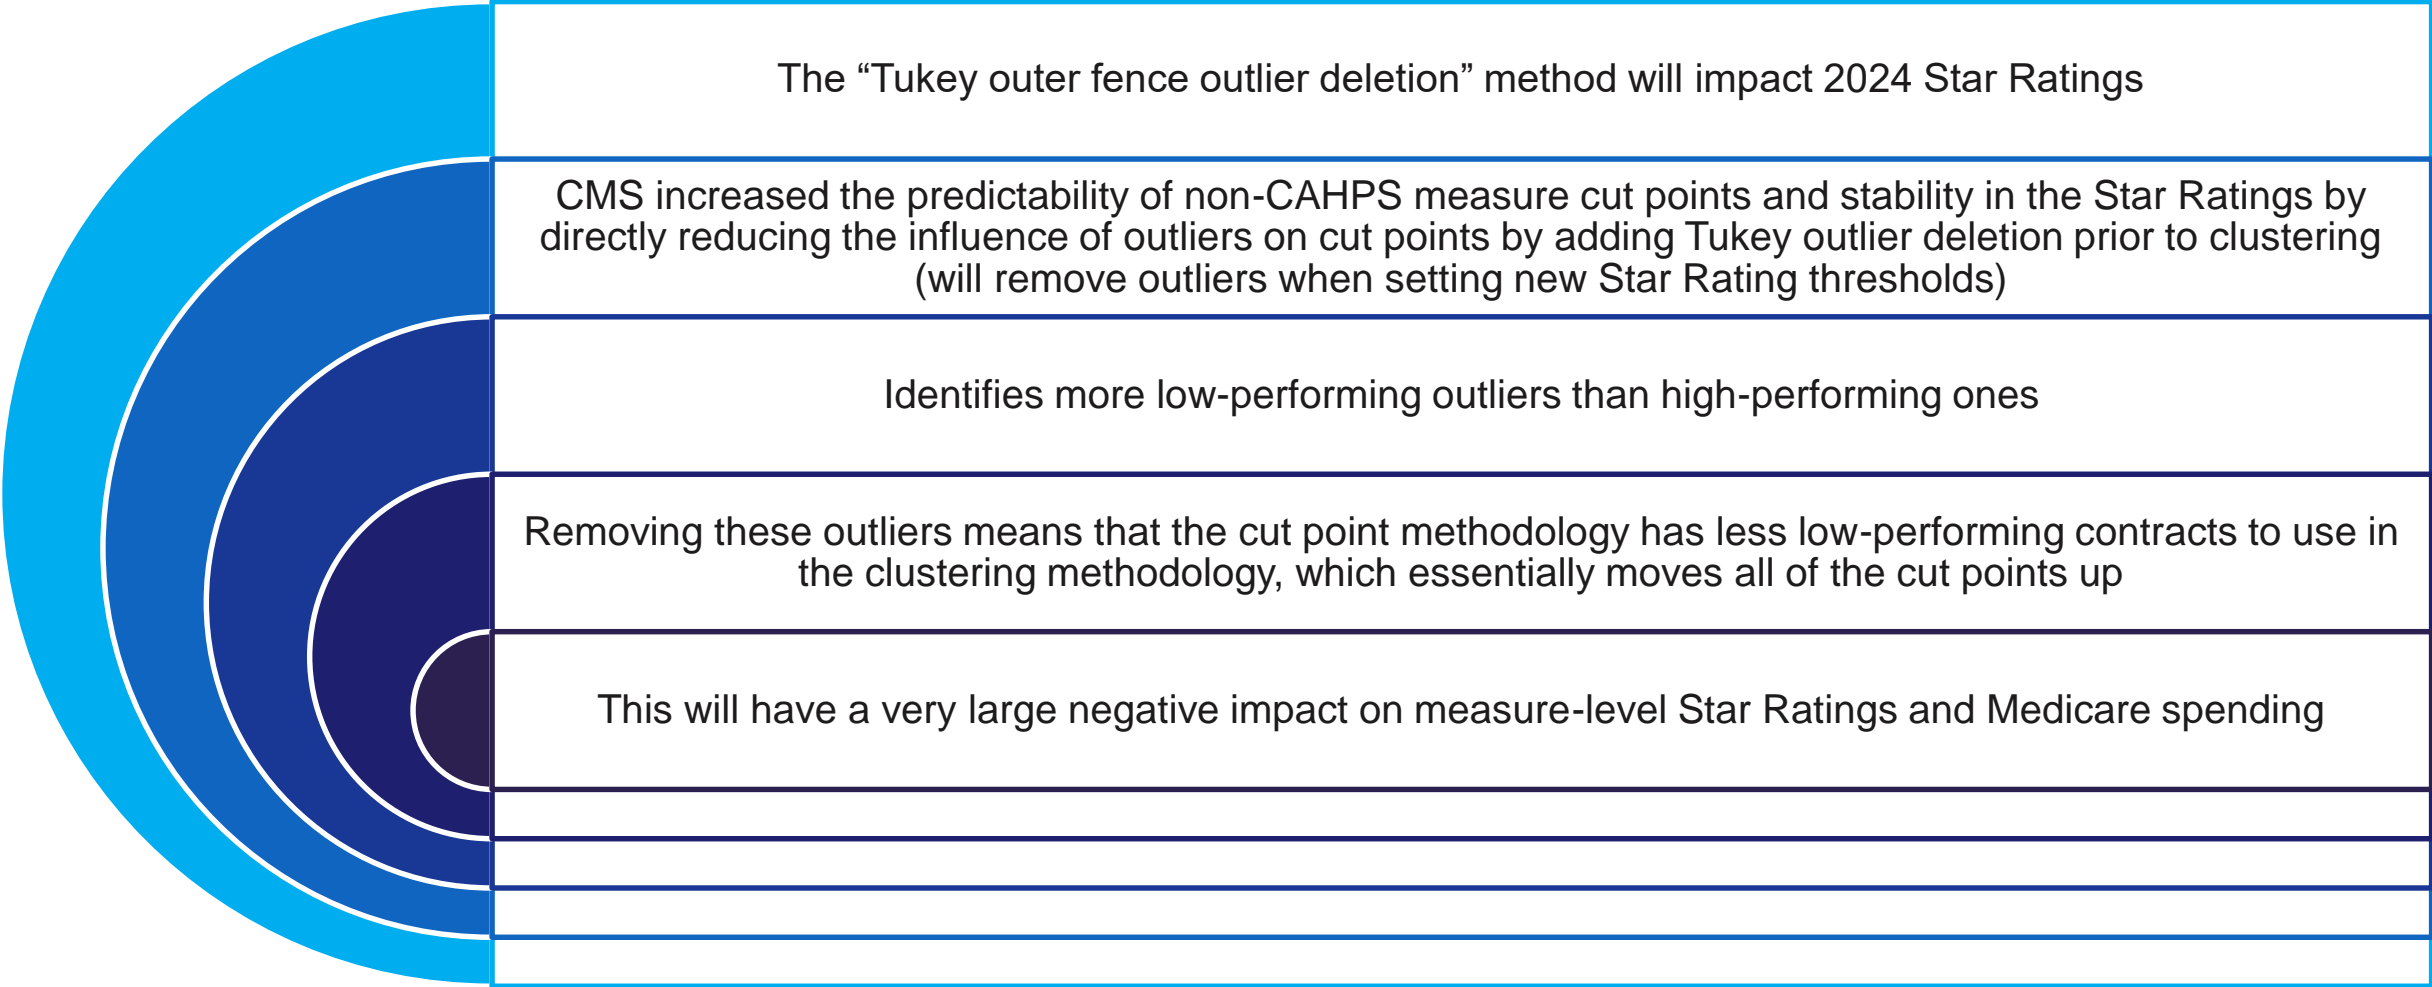 The “Tukey outer fence outlier deletion” method will impact 2024 Star Ratings
CMS increased the predictability of non-CAHPS measure cut points and stability in the Star Ratings by
directly reducing the influence of outliers on cut points by adding Tukey outlier deletion prior to clustering
(will remove outliers when setting new Star Rating thresholds)
Identifies more low-performing outliers than high-performing ones
Removing these outliers means that the cut point methodology has less low-performing contracts to use in
the clustering methodology, which essentially moves all of the cut points up
This will have a very large negative impact on measure-level Star Ratings and Medicare spending